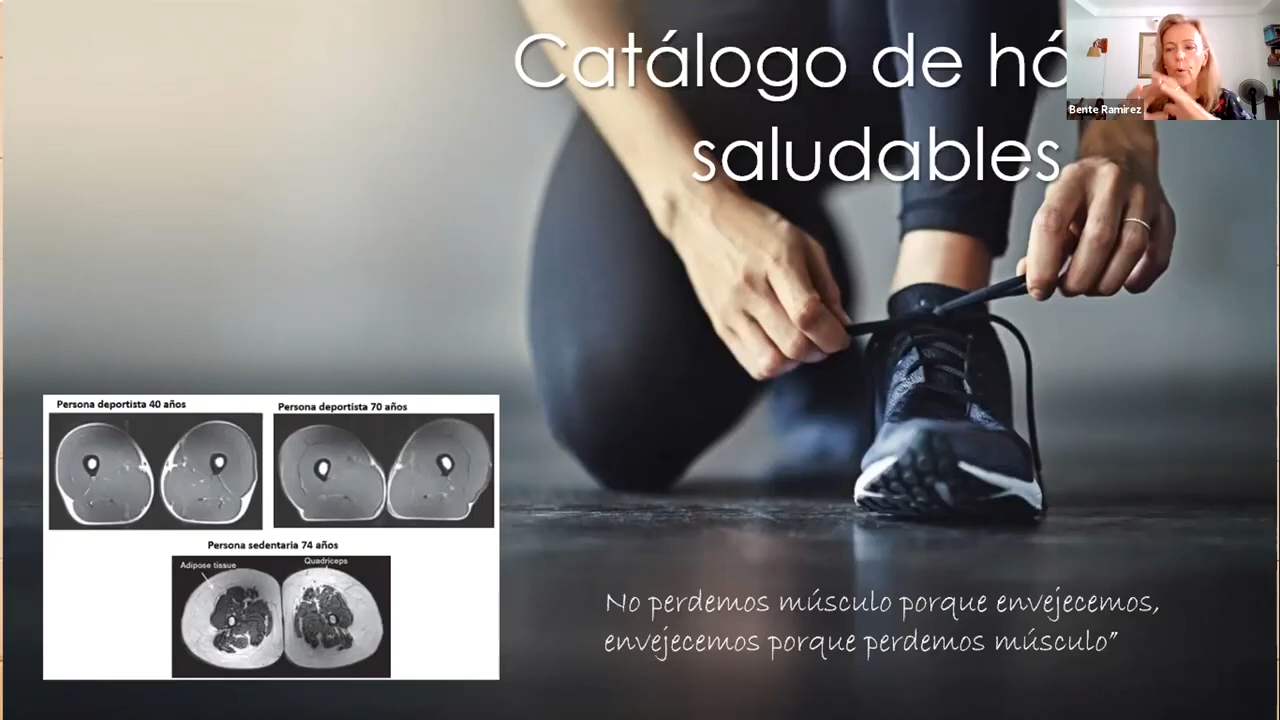 Catálogo de há
saludables
Bente Ramirez
Persona deportista 40 años
Persona deportista 70 años
Persona sedentaria 74 años
Adipose tissue
Quadriceps
No perdemos músculo porque envejecemos,
envejecemos porque perdemos músculo”